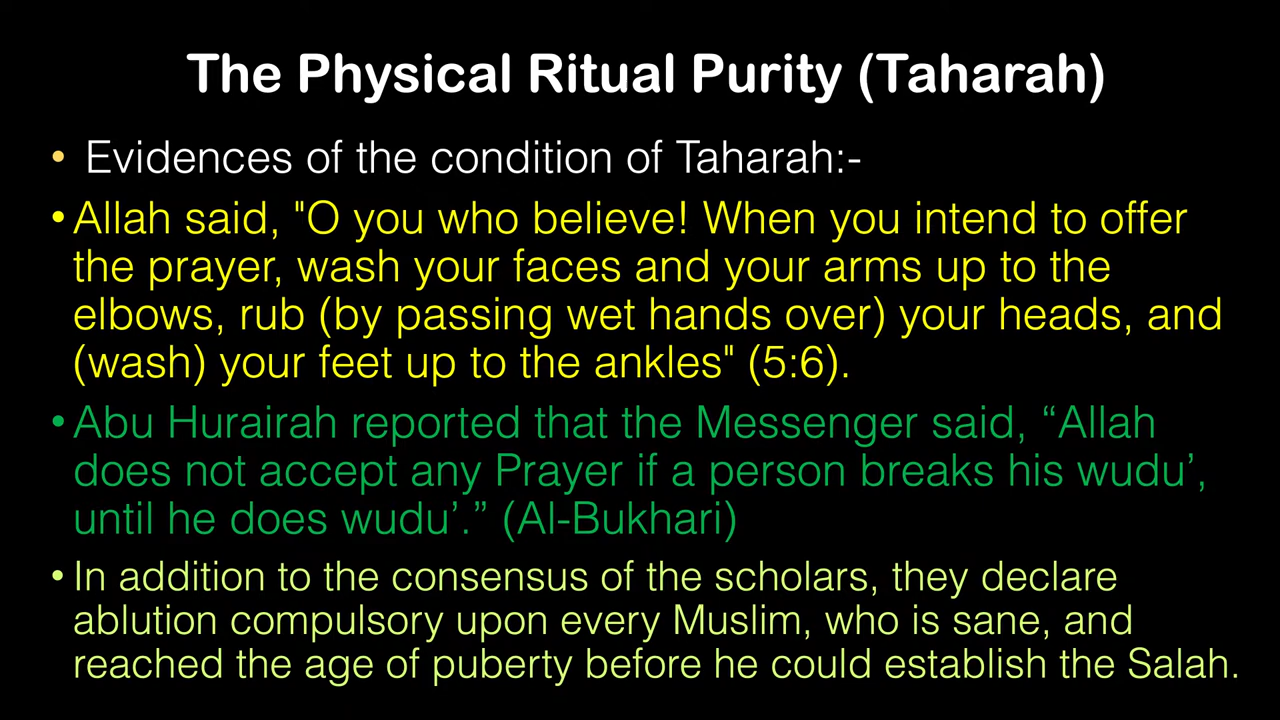 The Physical Ritual Purity (Taharah)
• Evidences of the condition of Taharah:-
• Allah said, "O you who believe! When you intend to offer
the prayer, wash your faces and your arms up to the
elbows, rub (by passing wet hands over) your heads, and
(wash) your feet up to the ankles" (5:6).
• Abu Hurairah reported that the Messenger said, “Allah
does not accept any Prayer if a person breaks his wudu’,
until he does wudu’.” (Al-Bukhari)
• In addition to the consensus of the scholars, they declare
ablution compulsory upon every Muslim, who is sane, and
reached the age of puberty before he could establish the Salah.